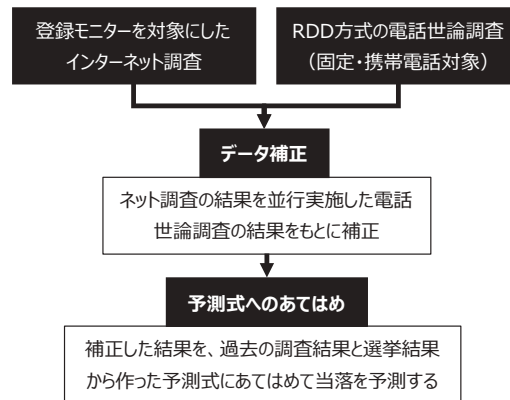 登録モニターを対象にした
インターネット調査
RDD方式の電話世論調査
（固定・携帯電話対象）
データ補正
ネット調査の結果を並行実施した電話
世論調査の結果をもとに補正
予測式へのあてはめ
補正した結果を、過去の調査結果と選挙結果
から作った予測式にあてはめて当落を予測する